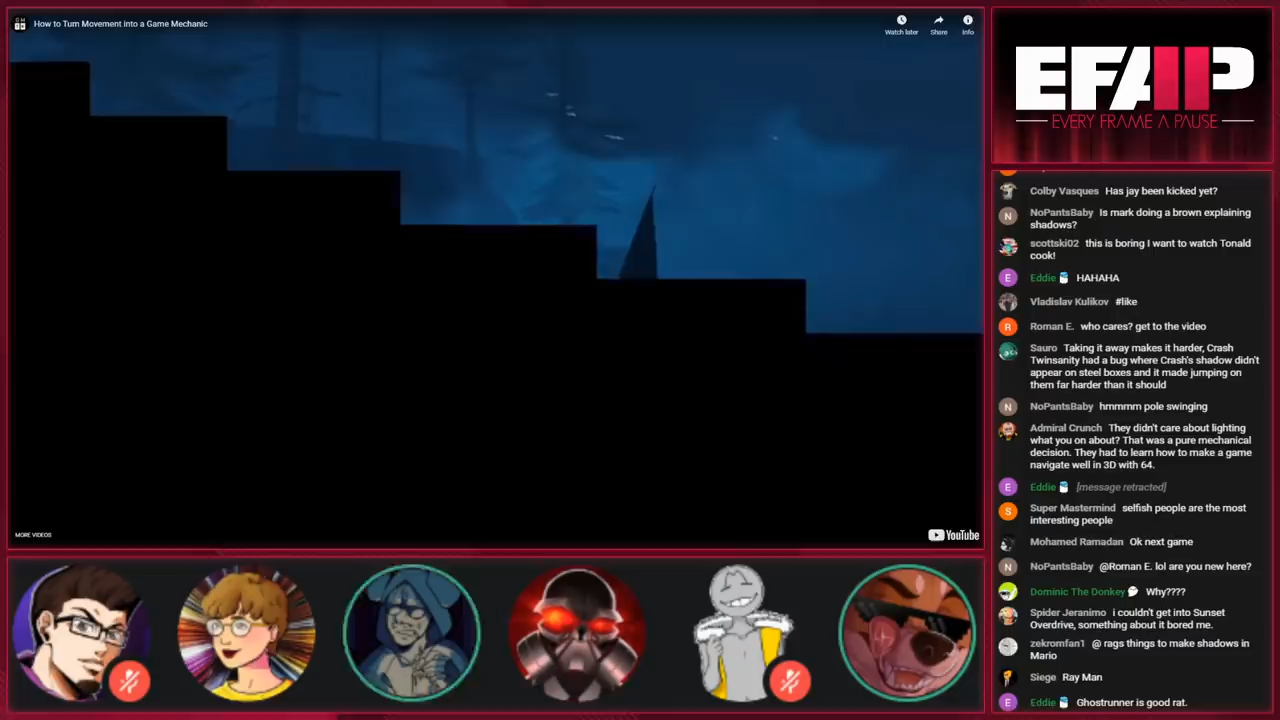 How to Turn Movement into a Game Mechanic
Watch later
Share
Info
MORE VIDEOS
YouTube
EFAP
EVERY FRAME A PAUSE
Colby Vasques Has jay been kicked yet?
N
NoPantsBaby Is mark doing a brown explaining
shadows?
scottski02 this is boring I want to watch Tonald
cook!
E
Eddie HAHAHA
Vladislav Kulikov #like
R
Roman E. who cares? get to the video
Sauro Taking it away makes it harder, Crash
Twinsanity had a bug where Crash's shadow didn't
appear on steel boxes and it made jumping on
them far harder than it should
N
NoPantsBaby hmmmm pole swinging
Admiral Crunch They didn't care about lighting
what you on about? That was a pure mechanical
decision. They had to learn how to make a game
navigate well in 3D with 64.
E
Eddie [message retracted]
S
Super Mastermind selfish people are the most
interesting people
Mohamed Ramadan Ok next game
N
NoPantsBaby @Roman E. lol are you new here?
Dominic The Donkey Why????
Spider Jeranimo i couldn't get into Sunset
Overdrive, something about it bored me.
zekromfan1 @ rags things to make shadows in
Mario
Siege Ray Man
E
Eddie Ghostrunner is good rat.